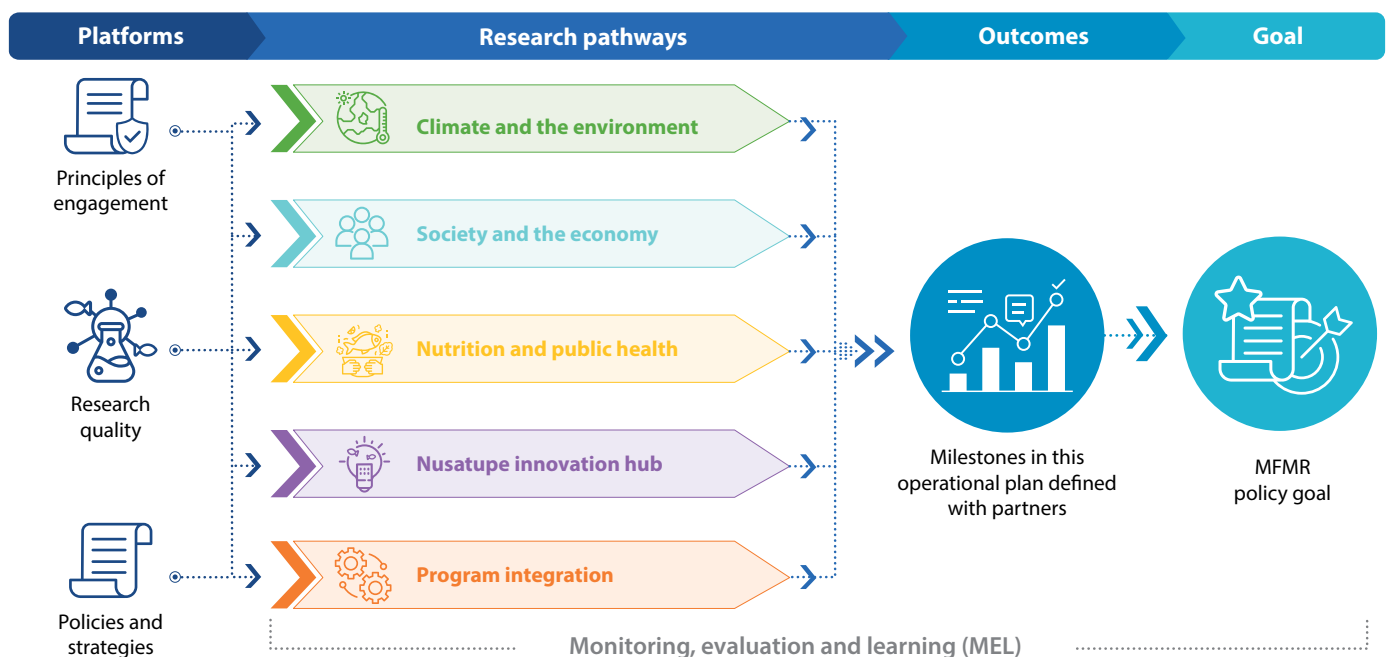 Platforms
Research pathways
Outcomes
Goal
Principles of
engagement
Research
quality
Policies and
strategies
Climate and the environment
Society and the economy
Nutrition and public health
Nusatupe innovation hub
Program integration
Milestones in this
operational plan defined
with partners
MFMR
policy goal
Monitoring, evaluation and learning (MEL)